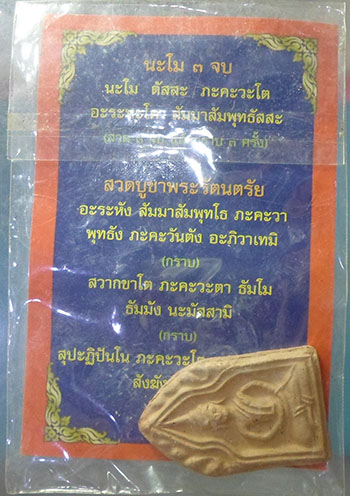 นะโม ๓ จบ
นะโม ตัสสะ ภะคะวะโต
อะระหะโต สัมมาสัมพุทธัสสะ
๓ ครั้ง)
สวดบูชาพระรัตนตรัย
อะระหัง สัมมาสัมพุทโธ ภะคะวา
พุทธัง ภะคะวันตัง อะภิวาเทมิ
(กราบ)
สวากขาโต ภะคะวะตา ธัมโม
ธัมมัง นะมัสสามิ
(กราบ)
สุปะฏิปันโน ภะคะวะโต